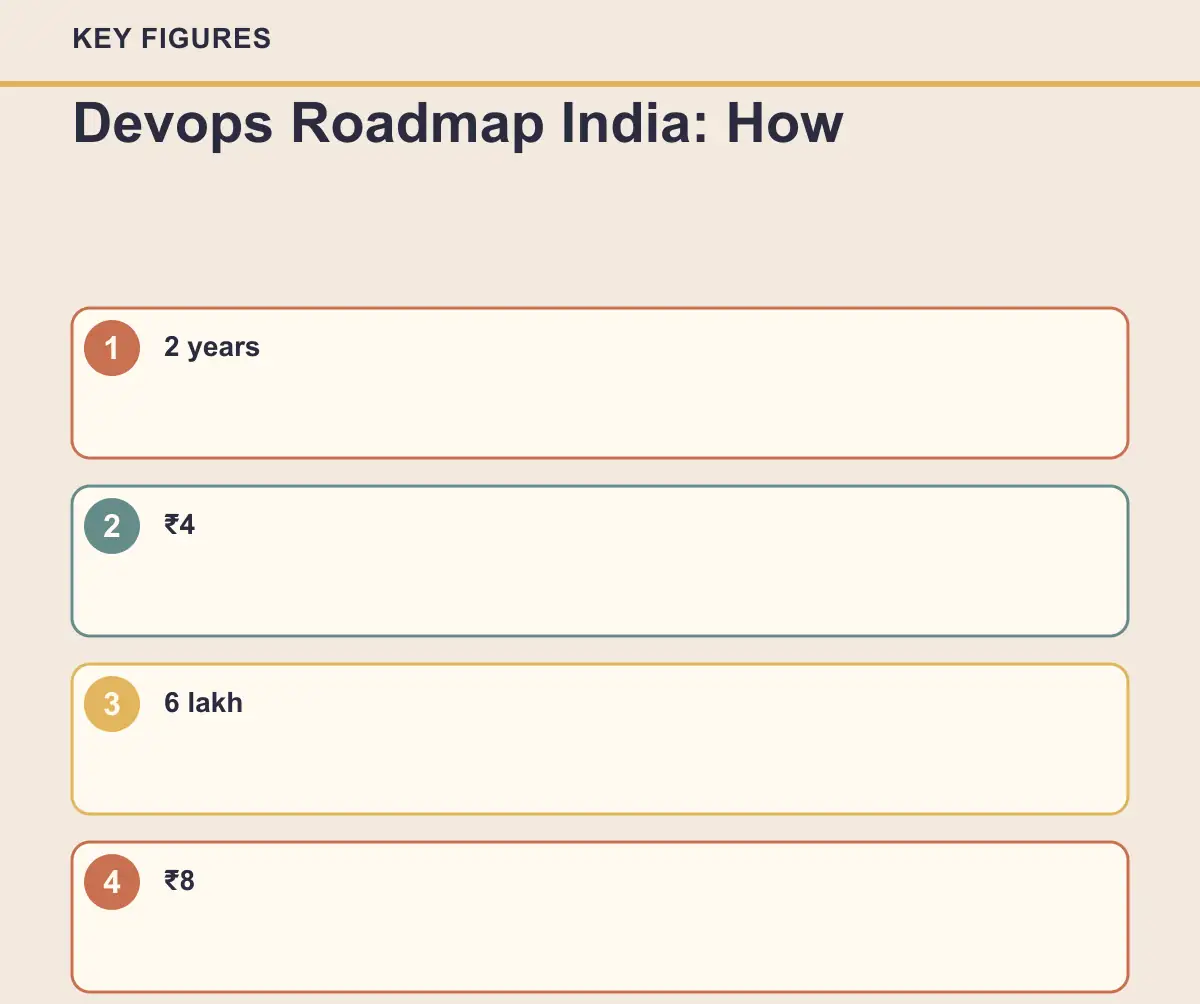 KEY FIGURES
Devops Roadmap India: How
1 2 years
2 ₹4
3 6 lakh
4 ₹8